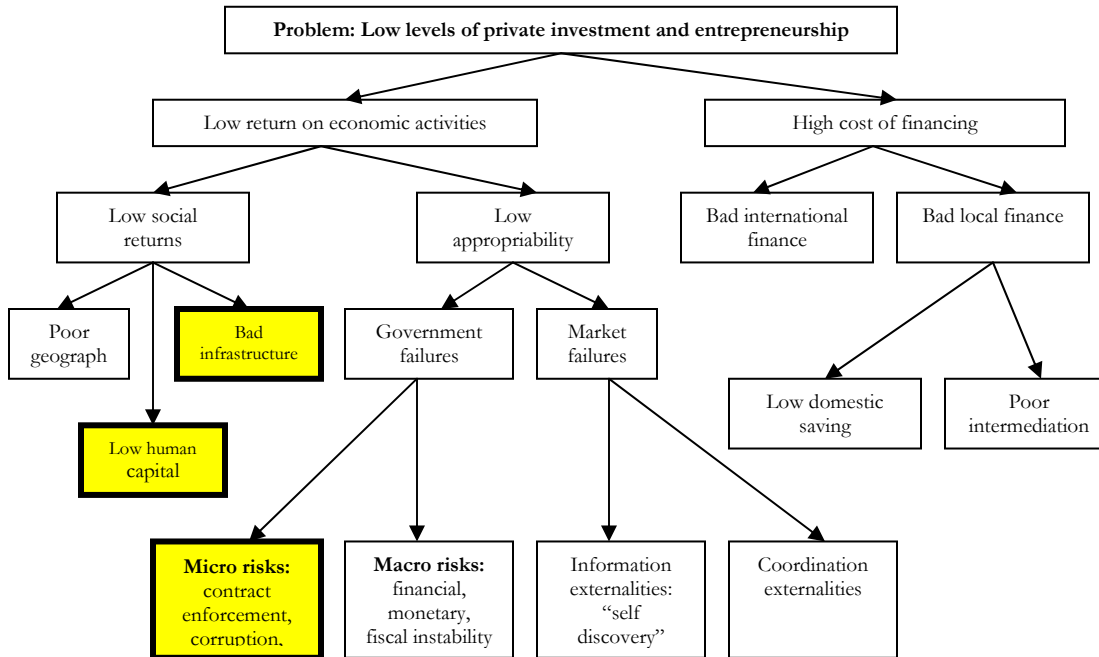 Problem: Low levels of private investment and entrepreneurship
Low return on economic activities
High cost of financing
Low social
returns
Low
appropriability
Bad international
finance
Bad local finance
Poor
geograph
Bad
infrastructure
Government
failures
Market
failures
Low domestic
saving
Poor
intermediation
Low human
capital
Micro risks:
contract
enforcement,
corruption,
Macro risks:
financial,
monetary,
fiscal instability
Information
externalities:
“self
discovery”
Coordination
externalities